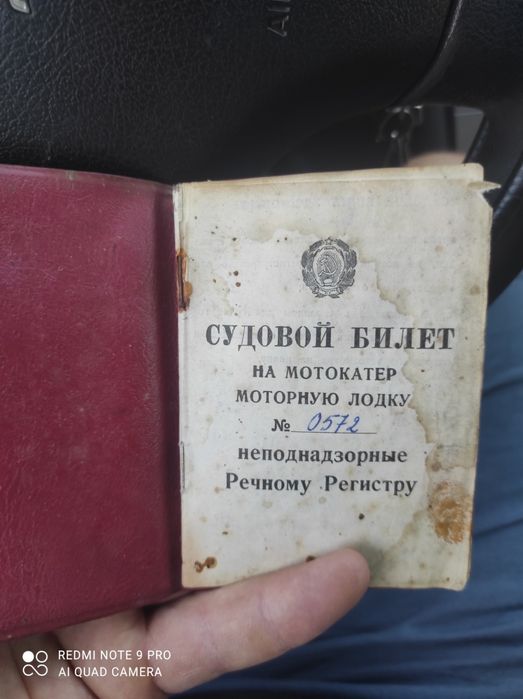 СУДОВОЙ БИЛЕТ
НА МОТОКАТЕР
МОТОРНУЮ ЛОДКУ
№ 0572
неподнадзорные
Речному Регистру
REDMI NOTE 9 PRO
AI QUAD CAMERA